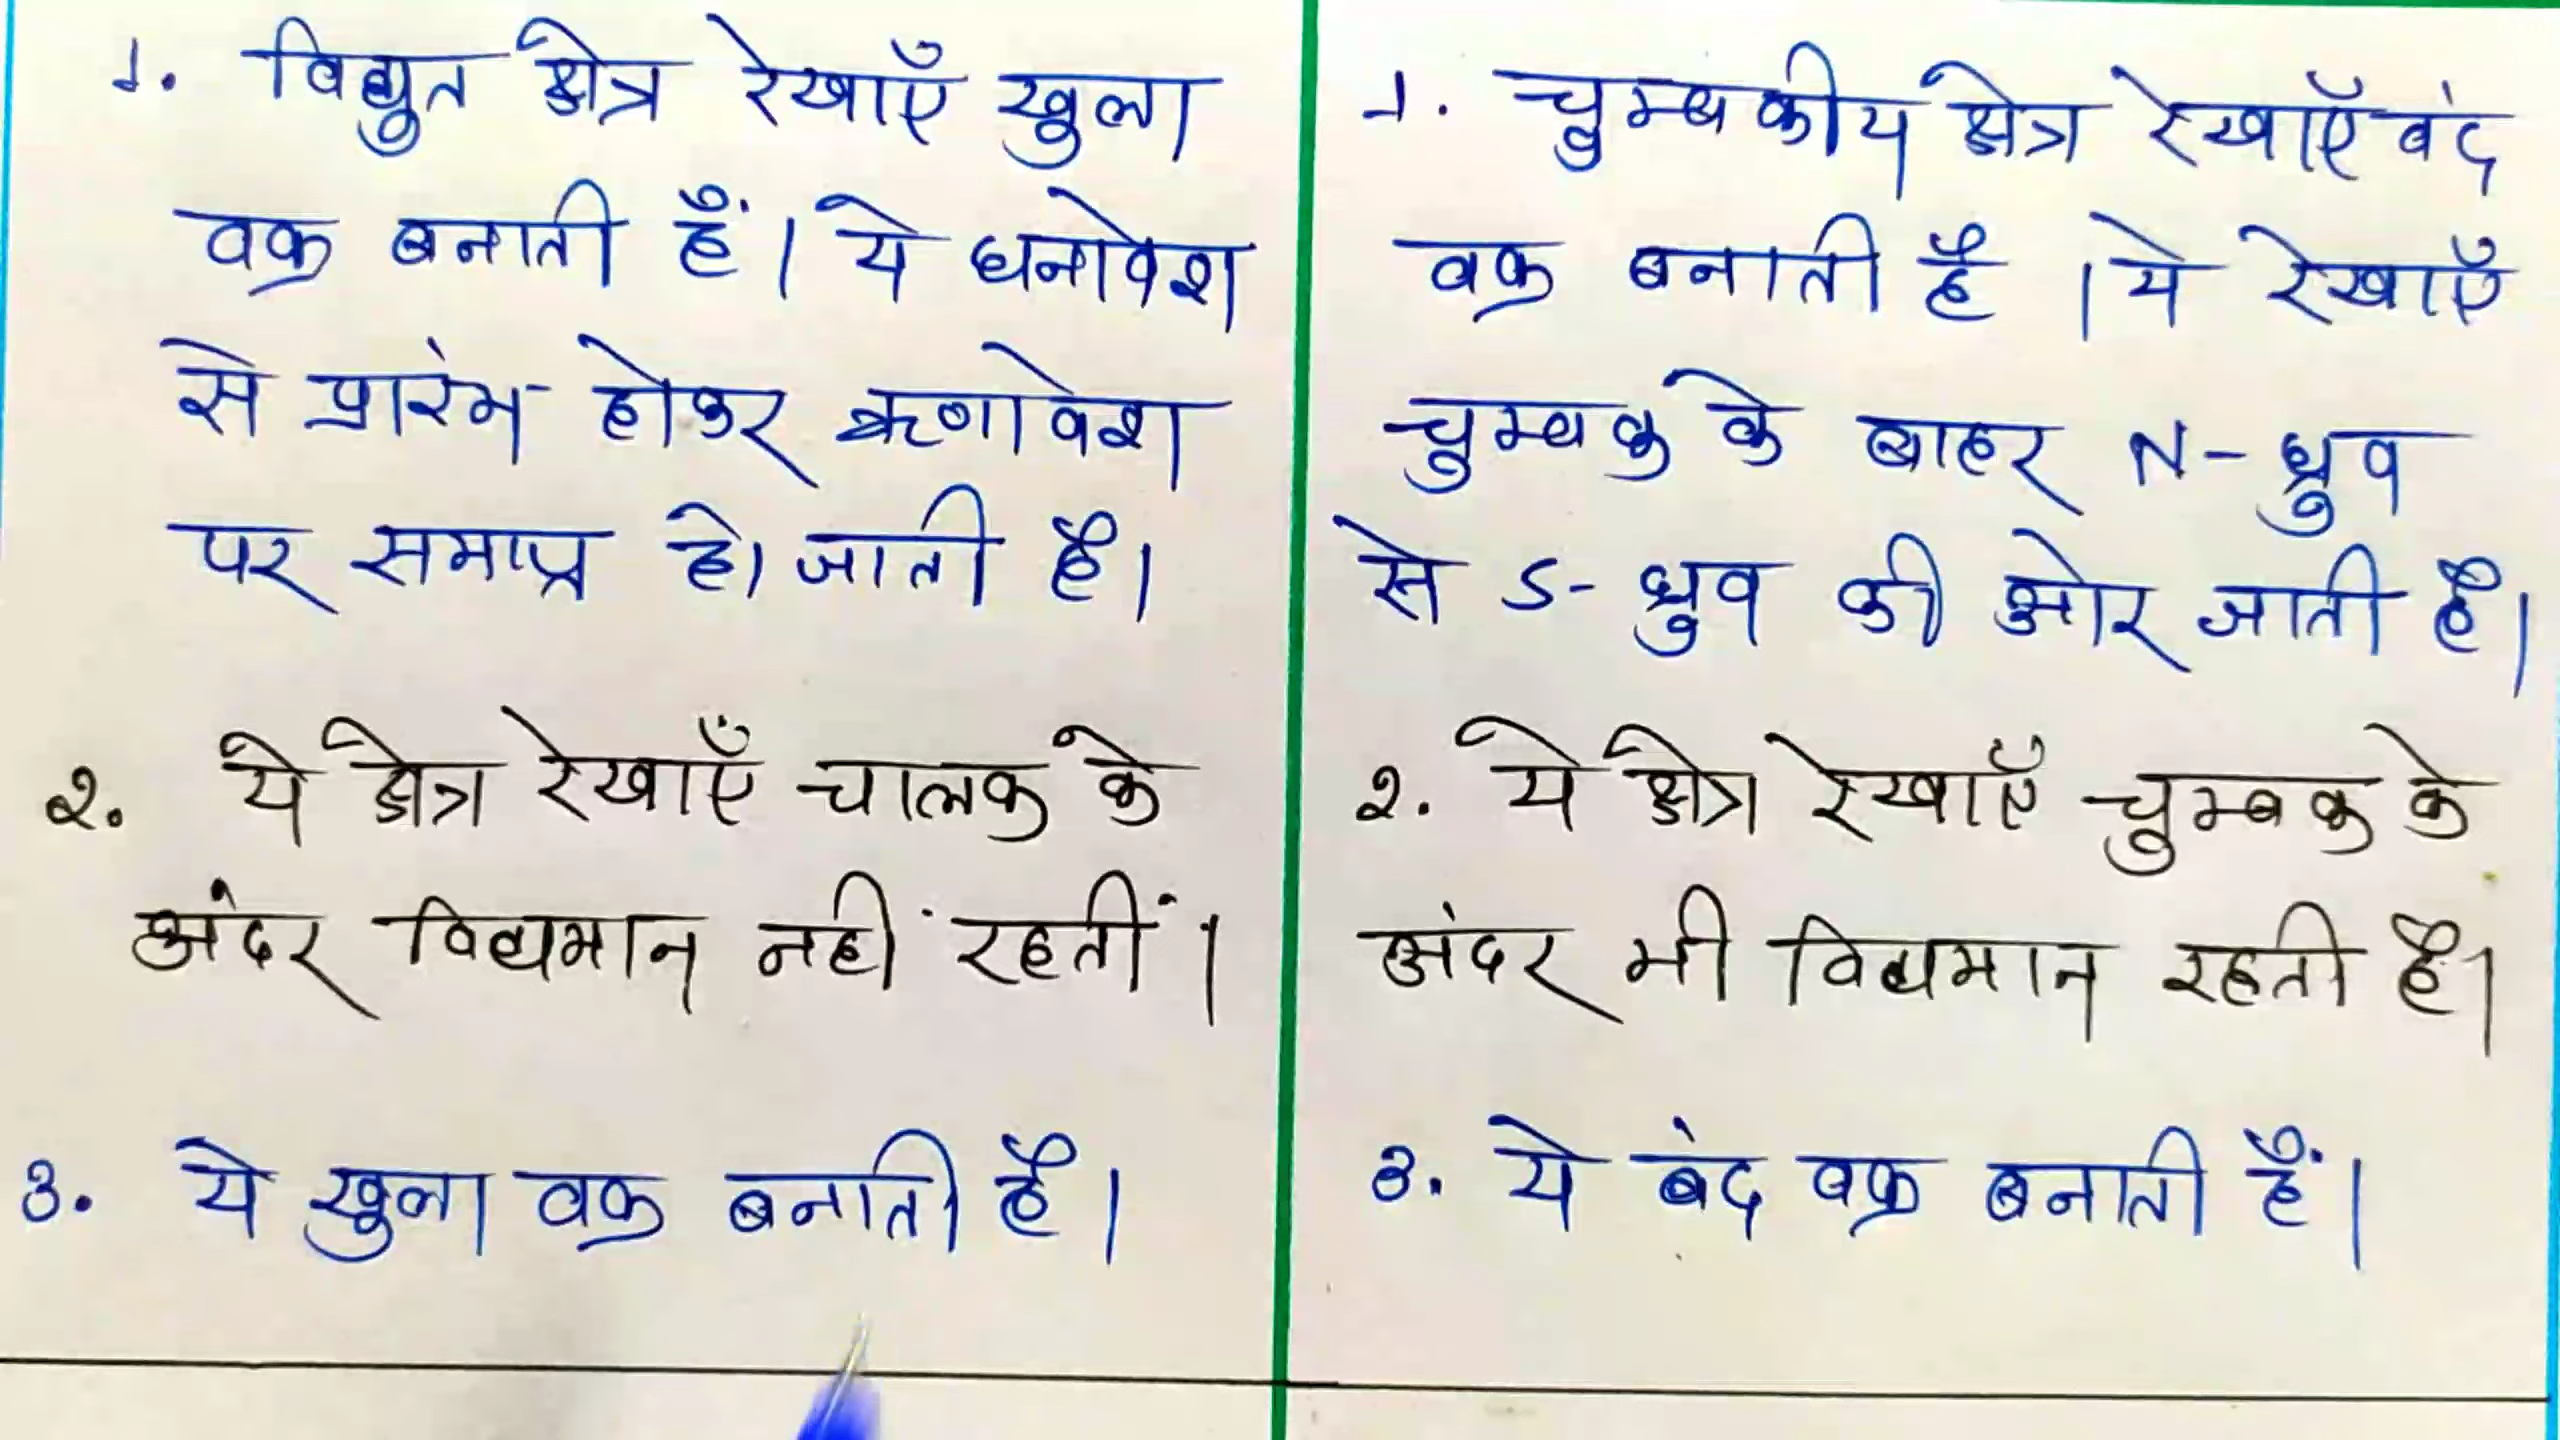 1. विद्युत क्षेत्र रेखाएँ खुला
वक्र बनाती हैं। ये धनावेश
से प्रारंभ होकर ऋणावेश
पर समाप्त हो जाती है।
2. ये क्षेत्र रेखाएँ चालक के
अंदर विद्यमान नहीं रहतीं।
3. ये खुला वक्र बनाती है।
1. चुम्बकीय क्षेत्र रेखाएँ बंद
वक्र बनाती है। ये रेखाएँ
चुम्बक के बाहर N-ध्रुव
से S-ध्रुव की ओर जाती है।
2. ये क्षेत्र रेखाएँ चुम्बक के
अंदर भी विद्यमान रहती है।
3. ये बंद वक्र बनाती हैं।